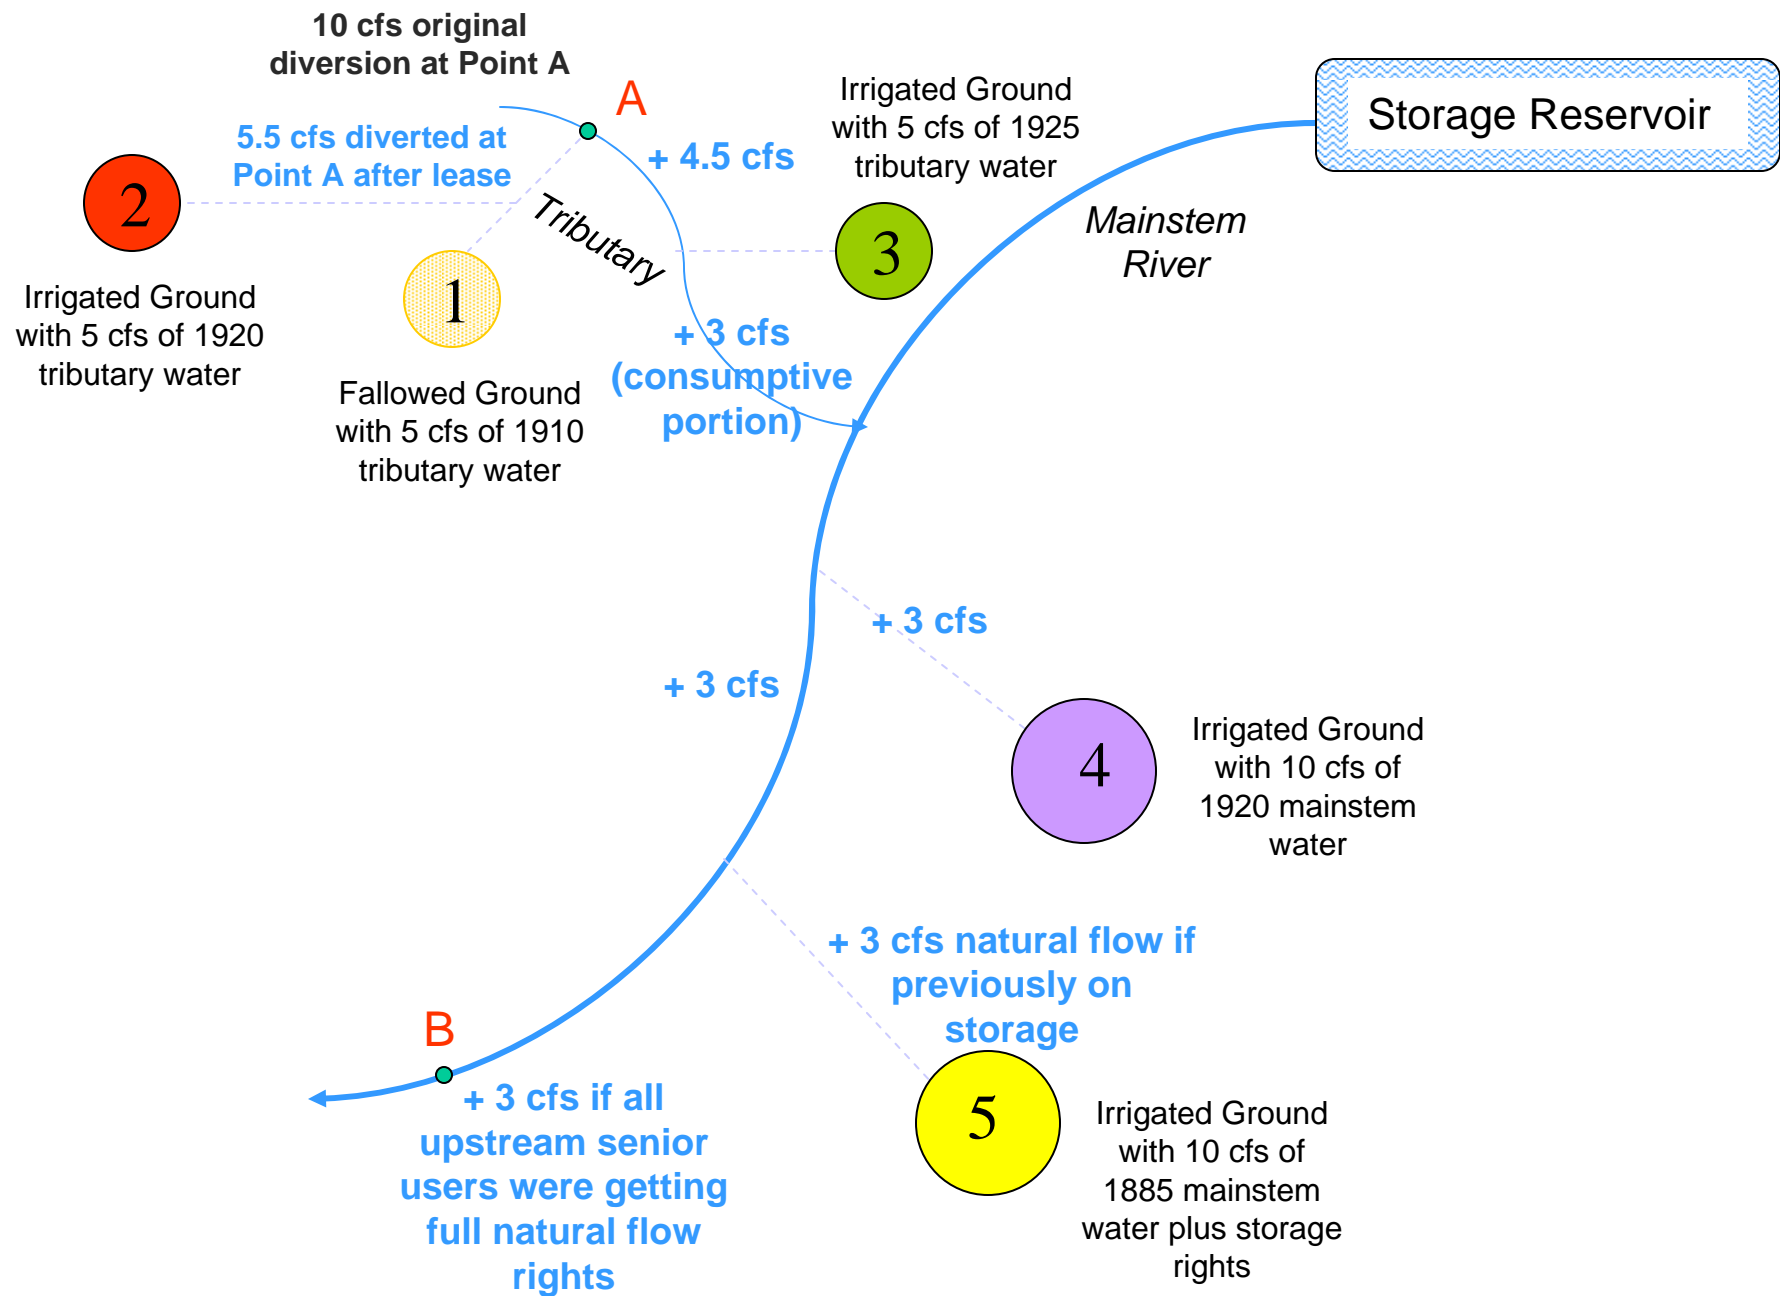 10 cfs original
diversion at Point A
A
5.5 cfs diverted at
Point A after lease
+ 4.5 cfs
Irrigated Ground
with 5 cfs of 1925
tributary water
Storage Reservoir
2
Irrigated Ground
with 5 cfs of 1920
tributary water
Tributary
1
Fallowed Ground
with 5 cfs of 1910
tributary water
3
Mainstem
River
+ 3 cfs
(consumptive
portion)
+ 3 cfs
+ 3 cfs
4
Irrigated Ground
with 10 cfs of
1920 mainstem
water
+ 3 cfs natural flow if
previously on
storage
B
+ 3 cfs if all
upstream senior
users were getting
full natural flow
rights
5
Irrigated Ground
with 10 cfs of
1885 mainstem
water plus storage
rights